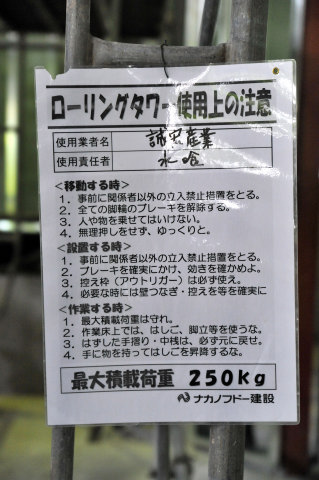 ローリングタワー使用上の注意
使用業者名 誠忠産業
使用責任者 水喰
＜移動する時＞
1．事前に関係者以外の立入禁止措置をとる。
2．全ての脚輪のブレーキを解除する。
3．人や物を乗せてはいけない。
4．無理押しをせず、ゆっくりと。
＜設置する時＞
1．事前に関係者以外の立入禁止措置をとる。
2．ブレーキを確実にかけ、効きを確かめよ。
3．控え枠（アウトリガー）は必ず使え。
4．必要な時には壁つなぎ・控えを等を確実に
＜作業する時＞
1．最大積載荷重は守れ。
2．作業床上では、はしご、脚立等を使うな。
3．はずした手摺り・中桟は、必ず元に戻せ。
4．手に物を持ってはしごを昇降するな。
最大積載荷重 250kg
ナカノフドー建設